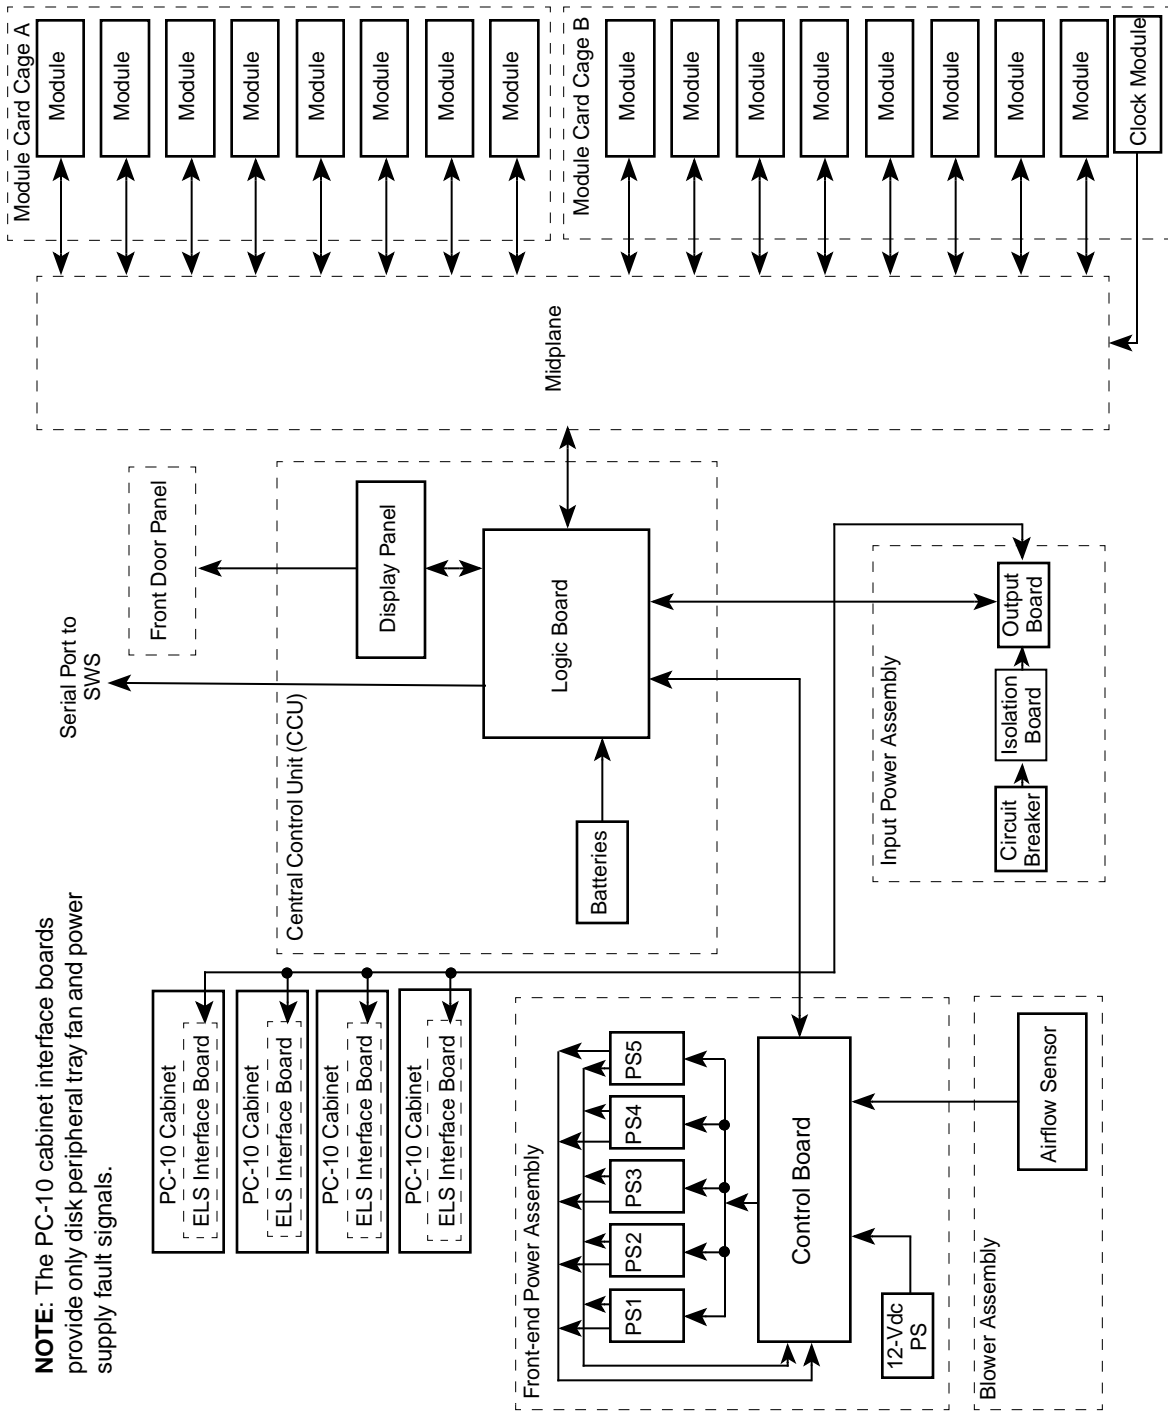 NOTE: The PC-10 cabinet interface boards
provide only disk peripheral tray fan and power
supply fault signals.
PC-10 Cabinet
ELS Interface Board
PC-10 Cabinet
ELS Interface Board
PC-10 Cabinet
ELS Interface Board
PC-10 Cabinet
ELS Interface Board
Serial Port to
SWS
Front Door Panel
Central Control Unit (CCU)
Display Panel
Logic Board
Batteries
Midplane
Module Card Cage A
Module
Module
Module
Module
Module
Module
Module
Module
Module Card Cage B
Module
Module
Module
Module
Module
Module
Module
Module
Clock Module
Front-end Power Assembly
PS1
PS2
PS3
PS4
PS5
Control Board
12-Vdc
PS
Input Power Assembly
Circuit
Breaker
Isolation
Board
Output
Board
Blower Assembly
Airflow Sensor